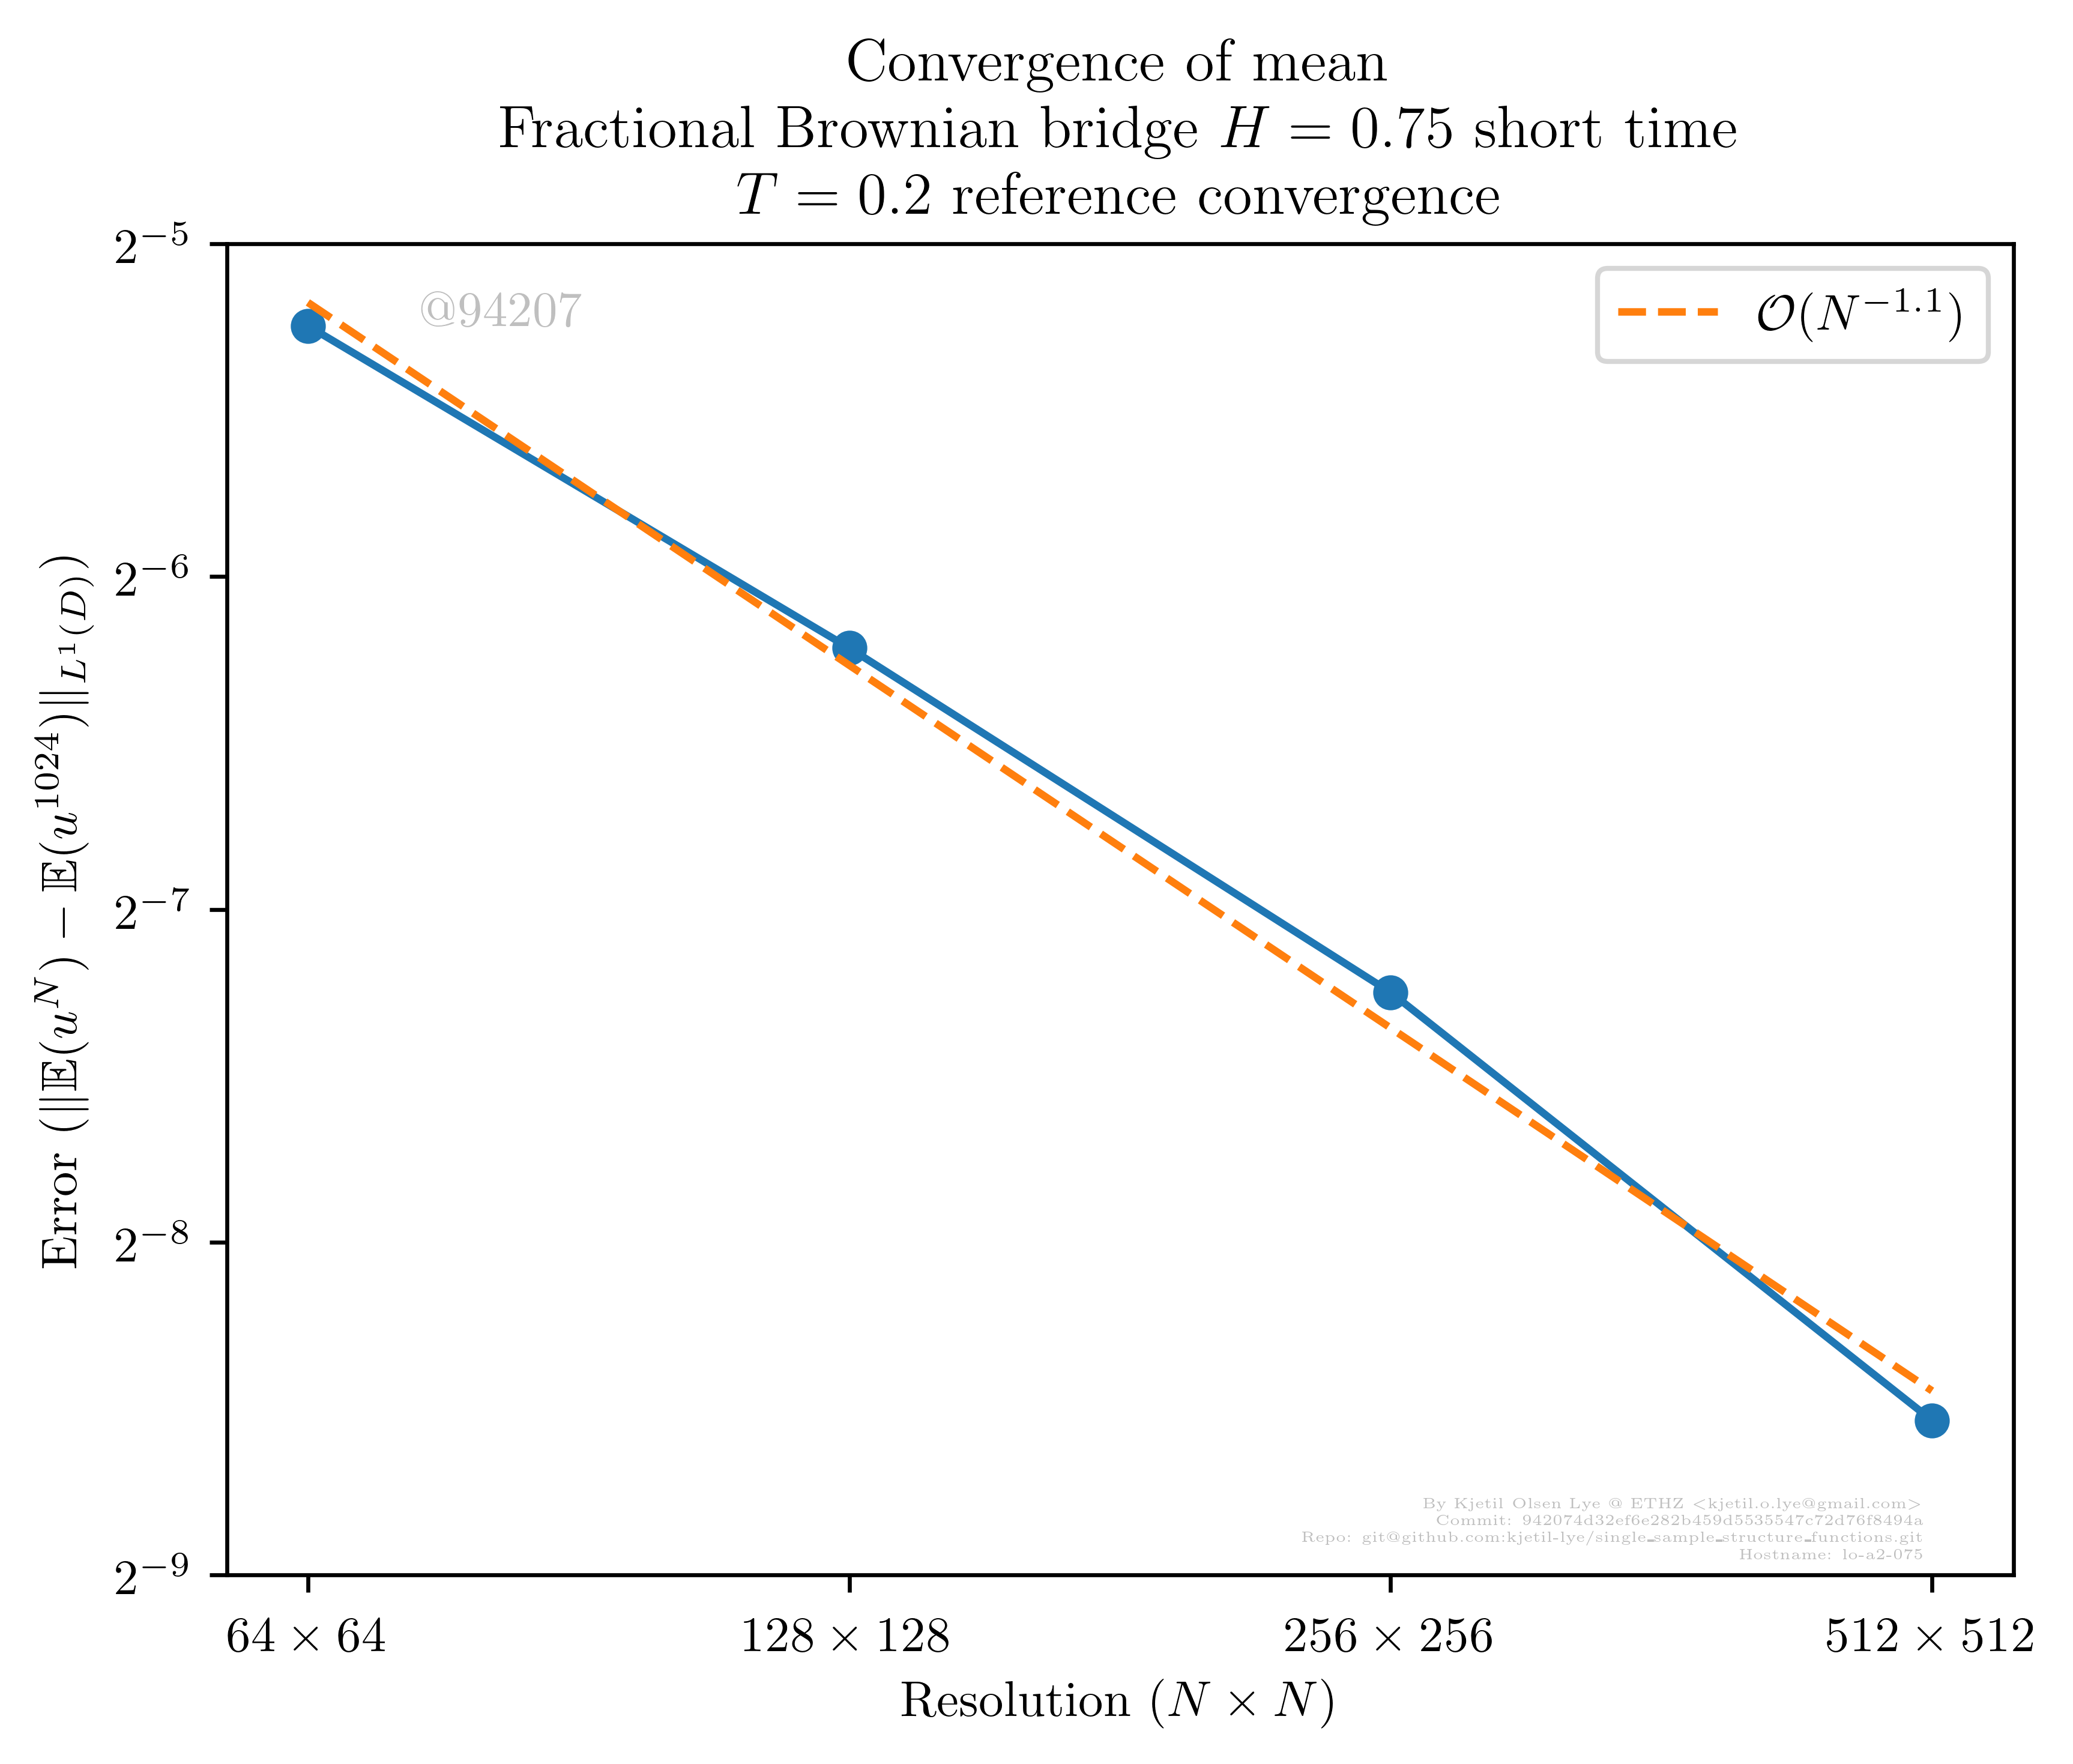 Convergence of mean
Fractional Brownian bridge H = 0.75 short time
T = 0.2 reference convergence
2⁻⁵
@94207
O(N⁻¹·¹)
2⁻⁶
2⁻⁷
2⁻⁸
2⁻⁹
Error (||𝔼(uᴺ) − 𝔼(u¹⁰²⁴)||_{L¹(D)})
By Kjetil Olsen Lye @ ETHZ <kjetil.o.lye@gmail.com>
Commit: 942074d32ef6e282b459d5535547c72d76f8494a
Repo: git@github.com:kjetil-lye/single_sample_structure_functions.git
Hostname: lo-a2-075
64 × 64
128 × 128
256 × 256
512 × 512
Resolution (N × N)